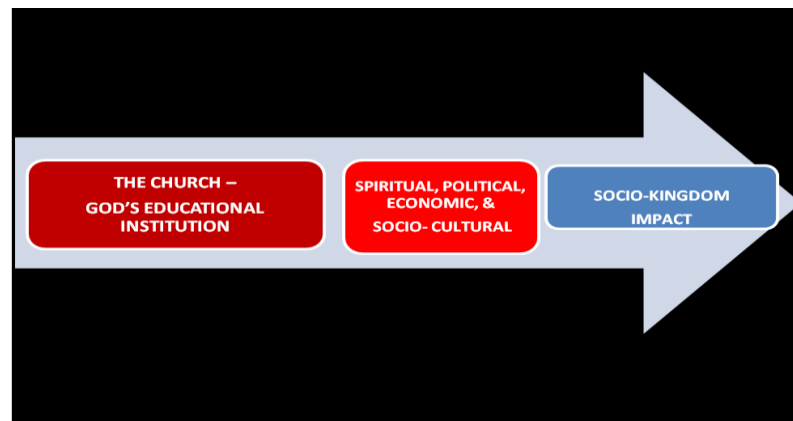 THE CHURCH –
GOD'S EDUCATIONAL
INSTITUTION
SPIRITUAL, POLITICAL,
ECONOMIC, &
SOCIO- CULTURAL
SOCIO-KINGDOM
IMPACT